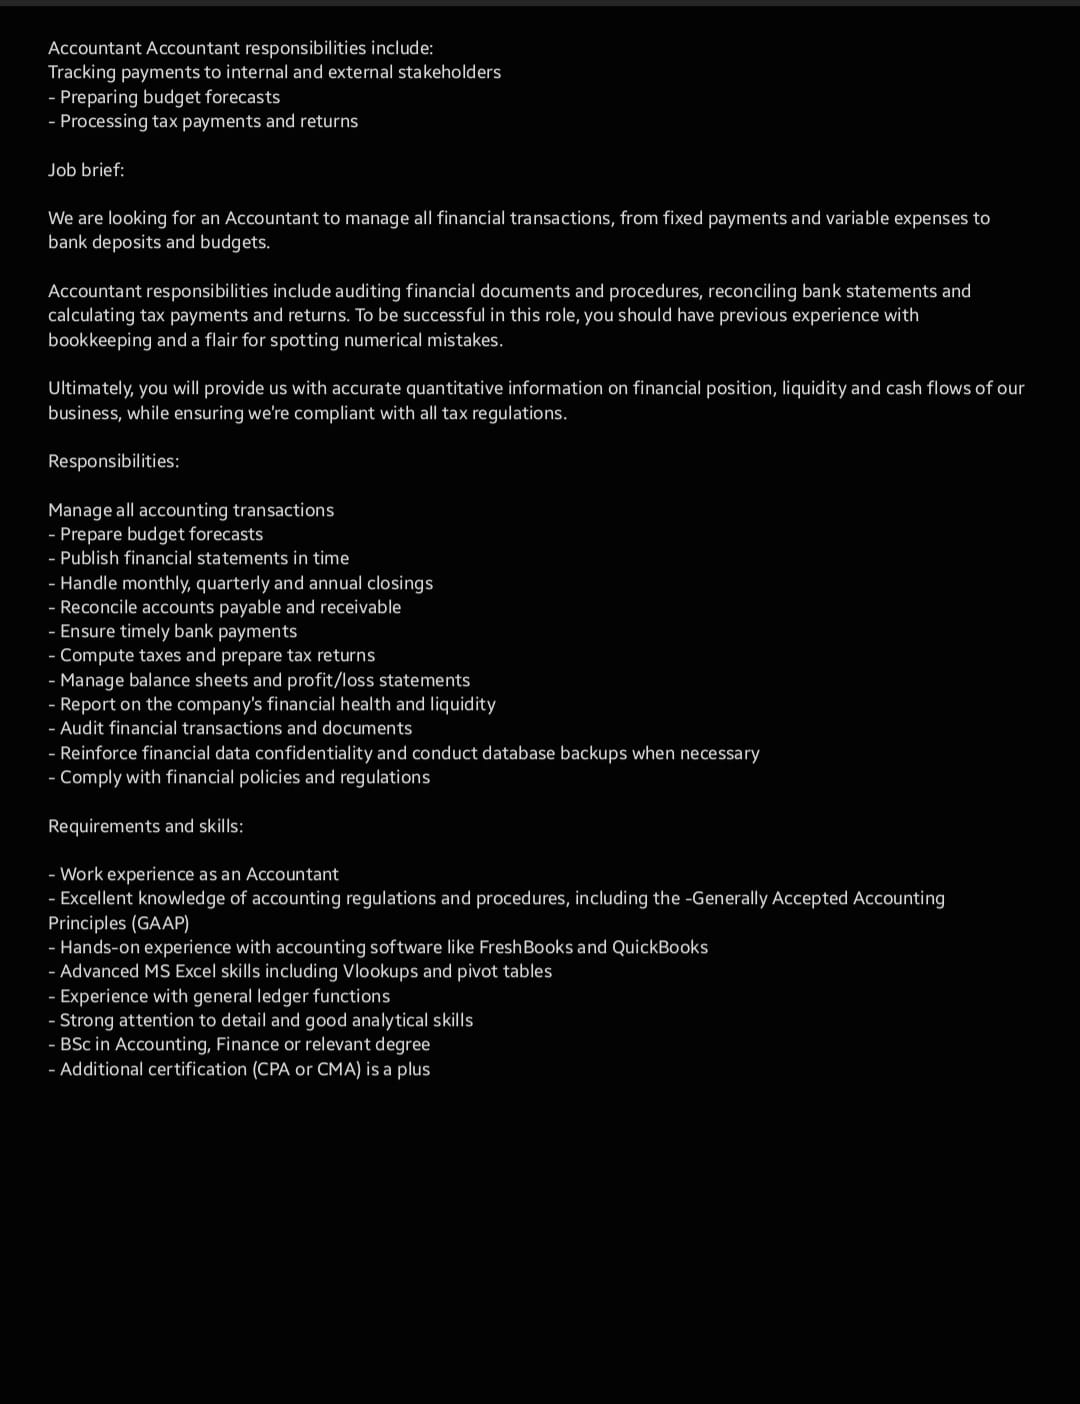 Accountant Accountant responsibilities include:
Tracking payments to internal and external stakeholders
- Preparing budget forecasts
- Processing tax payments and returns
Job brief:
We are looking for an Accountant to manage all financial transactions, from fixed payments and variable expenses to
bank deposits and budgets.
Accountant responsibilities include auditing financial documents and procedures, reconciling bank statements and
calculating tax payments and returns. To be successful in this role, you should have previous experience with
bookkeeping and a flair for spotting numerical mistakes.
Ultimately, you will provide us with accurate quantitative information on financial position, liquidity and cash flows of our
business, while ensuring we're compliant with all tax regulations.
Responsibilities:
Manage all accounting transactions
- Prepare budget forecasts
- Publish financial statements in time
- Handle monthly, quarterly and annual closings
- Reconcile accounts payable and receivable
- Ensure timely bank payments
- Compute taxes and prepare tax returns
- Manage balance sheets and profit/loss statements
- Report on the company's financial health and liquidity
- Audit financial transactions and documents
- Reinforce financial data confidentiality and conduct database backups when necessary
- Comply with financial policies and regulations
Requirements and skills:
- Work experience as an Accountant
- Excellent knowledge of accounting regulations and procedures, including the -Generally Accepted Accounting
Principles (GAAP)
- Hands-on experience with accounting software like FreshBooks and QuickBooks
- Advanced MS Excel skills including Vlookups and pivot tables
- Experience with general ledger functions
- Strong attention to detail and good analytical skills
- BSc in Accounting, Finance or relevant degree
- Additional certification (CPA or CMA) is a plus